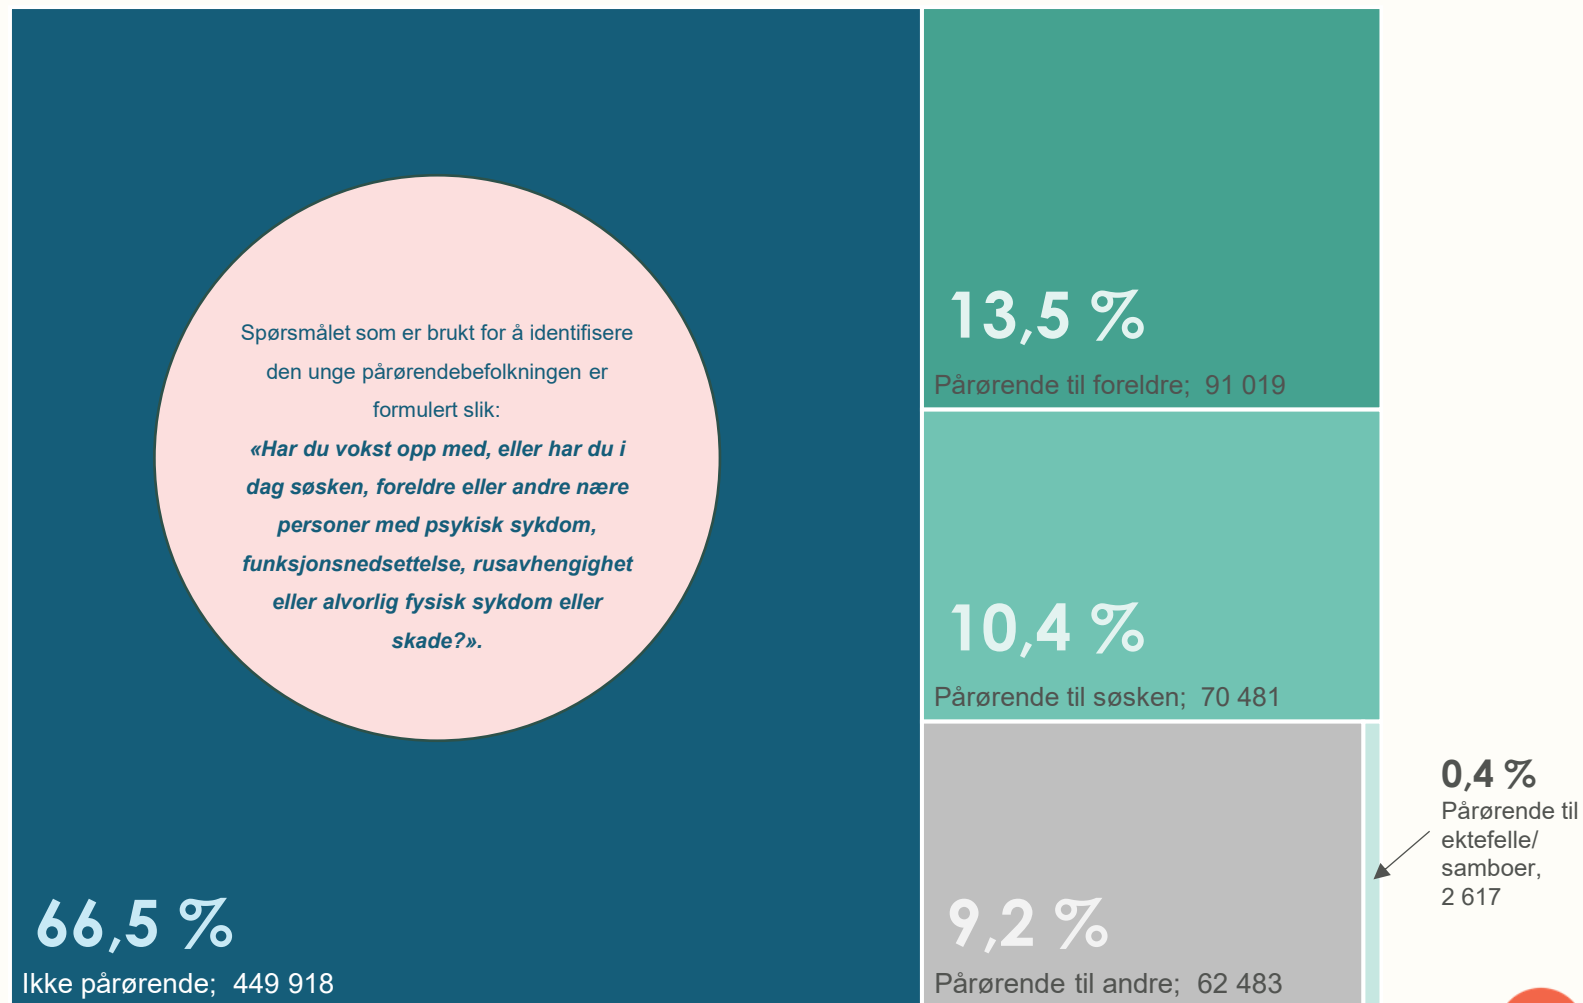 Spørsmålet som er brukt for å identifisere
den unge pårørendebefolkningen er
formulert slik:
«Har du vokst opp med, eller har du i
dag søsken, foreldre eller andre nære
personer med psykisk sykdom,
funksjonsnedsettelse, rusavhengighet
eller alvorlig fysisk sykdom eller
skade?».
66,5 %
Ikke pårørende; 449 918
13,5 %
Pårørende til foreldre; 91 019
10,4 %
Pårørende til søsken; 70 481
9,2 %
Pårørende til andre; 62 483
0,4 %
Pårørende til
ektefelle/
samboer,
2 617